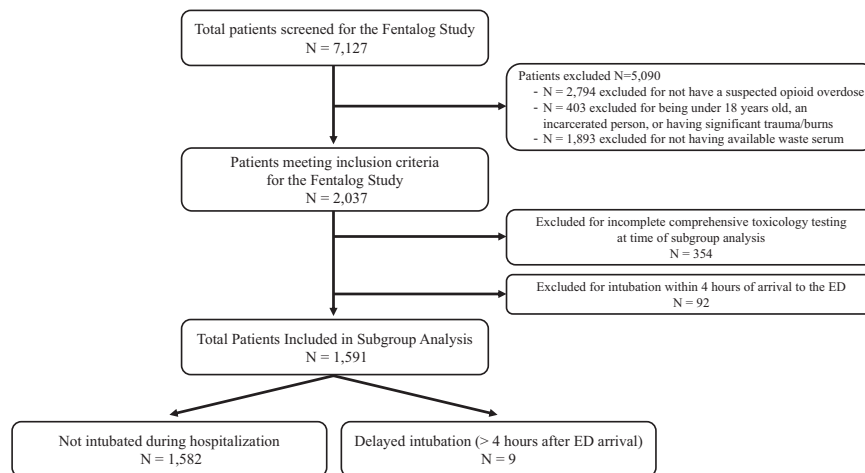 Total patients screened for the Fentalog Study
N = 7,127
Patients excluded N=5,090
- N = 2,794 excluded for not have a suspected opioid overdose
- N = 403 excluded for being under 18 years old, an
incarcerated person, or having significant trauma/burns
- N = 1,893 excluded for not having available waste serum
Patients meeting inclusion criteria
for the Fentalog Study
N = 2,037
Excluded for incomplete comprehensive toxicology testing
at time of subgroup analysis
N = 354
Excluded for intubation within 4 hours of arrival to the ED
N = 92
Total Patients Included in Subgroup Analysis
N = 1,591
Not intubated during hospitalization
N = 1,582
Delayed intubation (> 4 hours after ED arrival)
N = 9